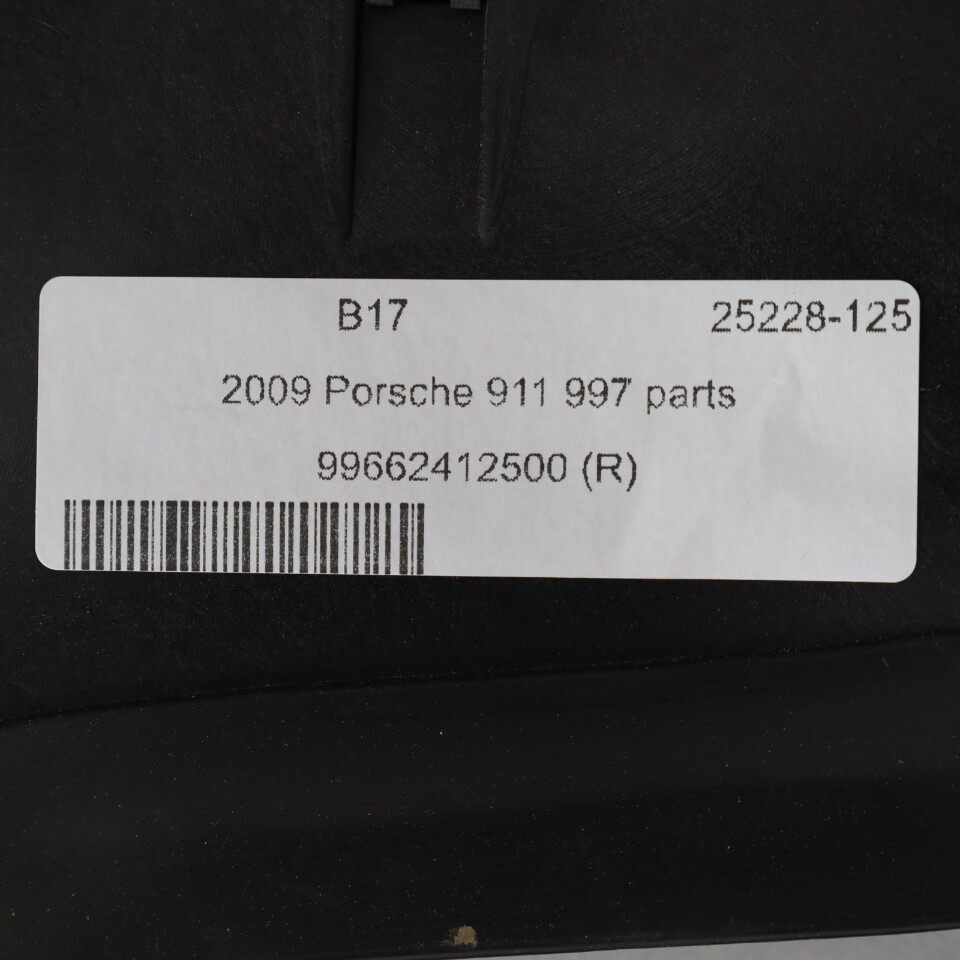 B17 25228-125
2009 Porsche 911 997 parts
99662412500 (R)